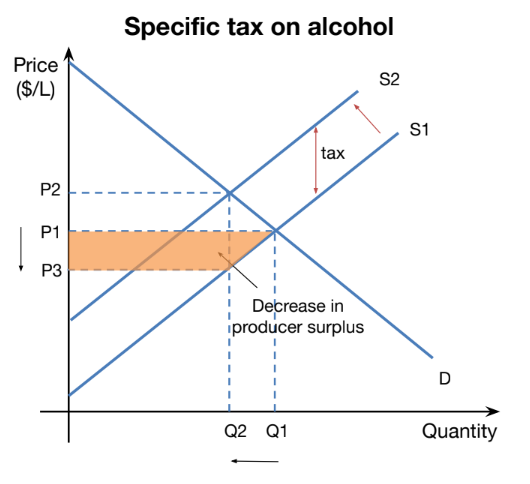 Specific tax on alcohol
Price
($/L)
S2
S1
tax
P2
P1
P3
Decrease in
producer surplus
D
Q2
Q1
Quantity